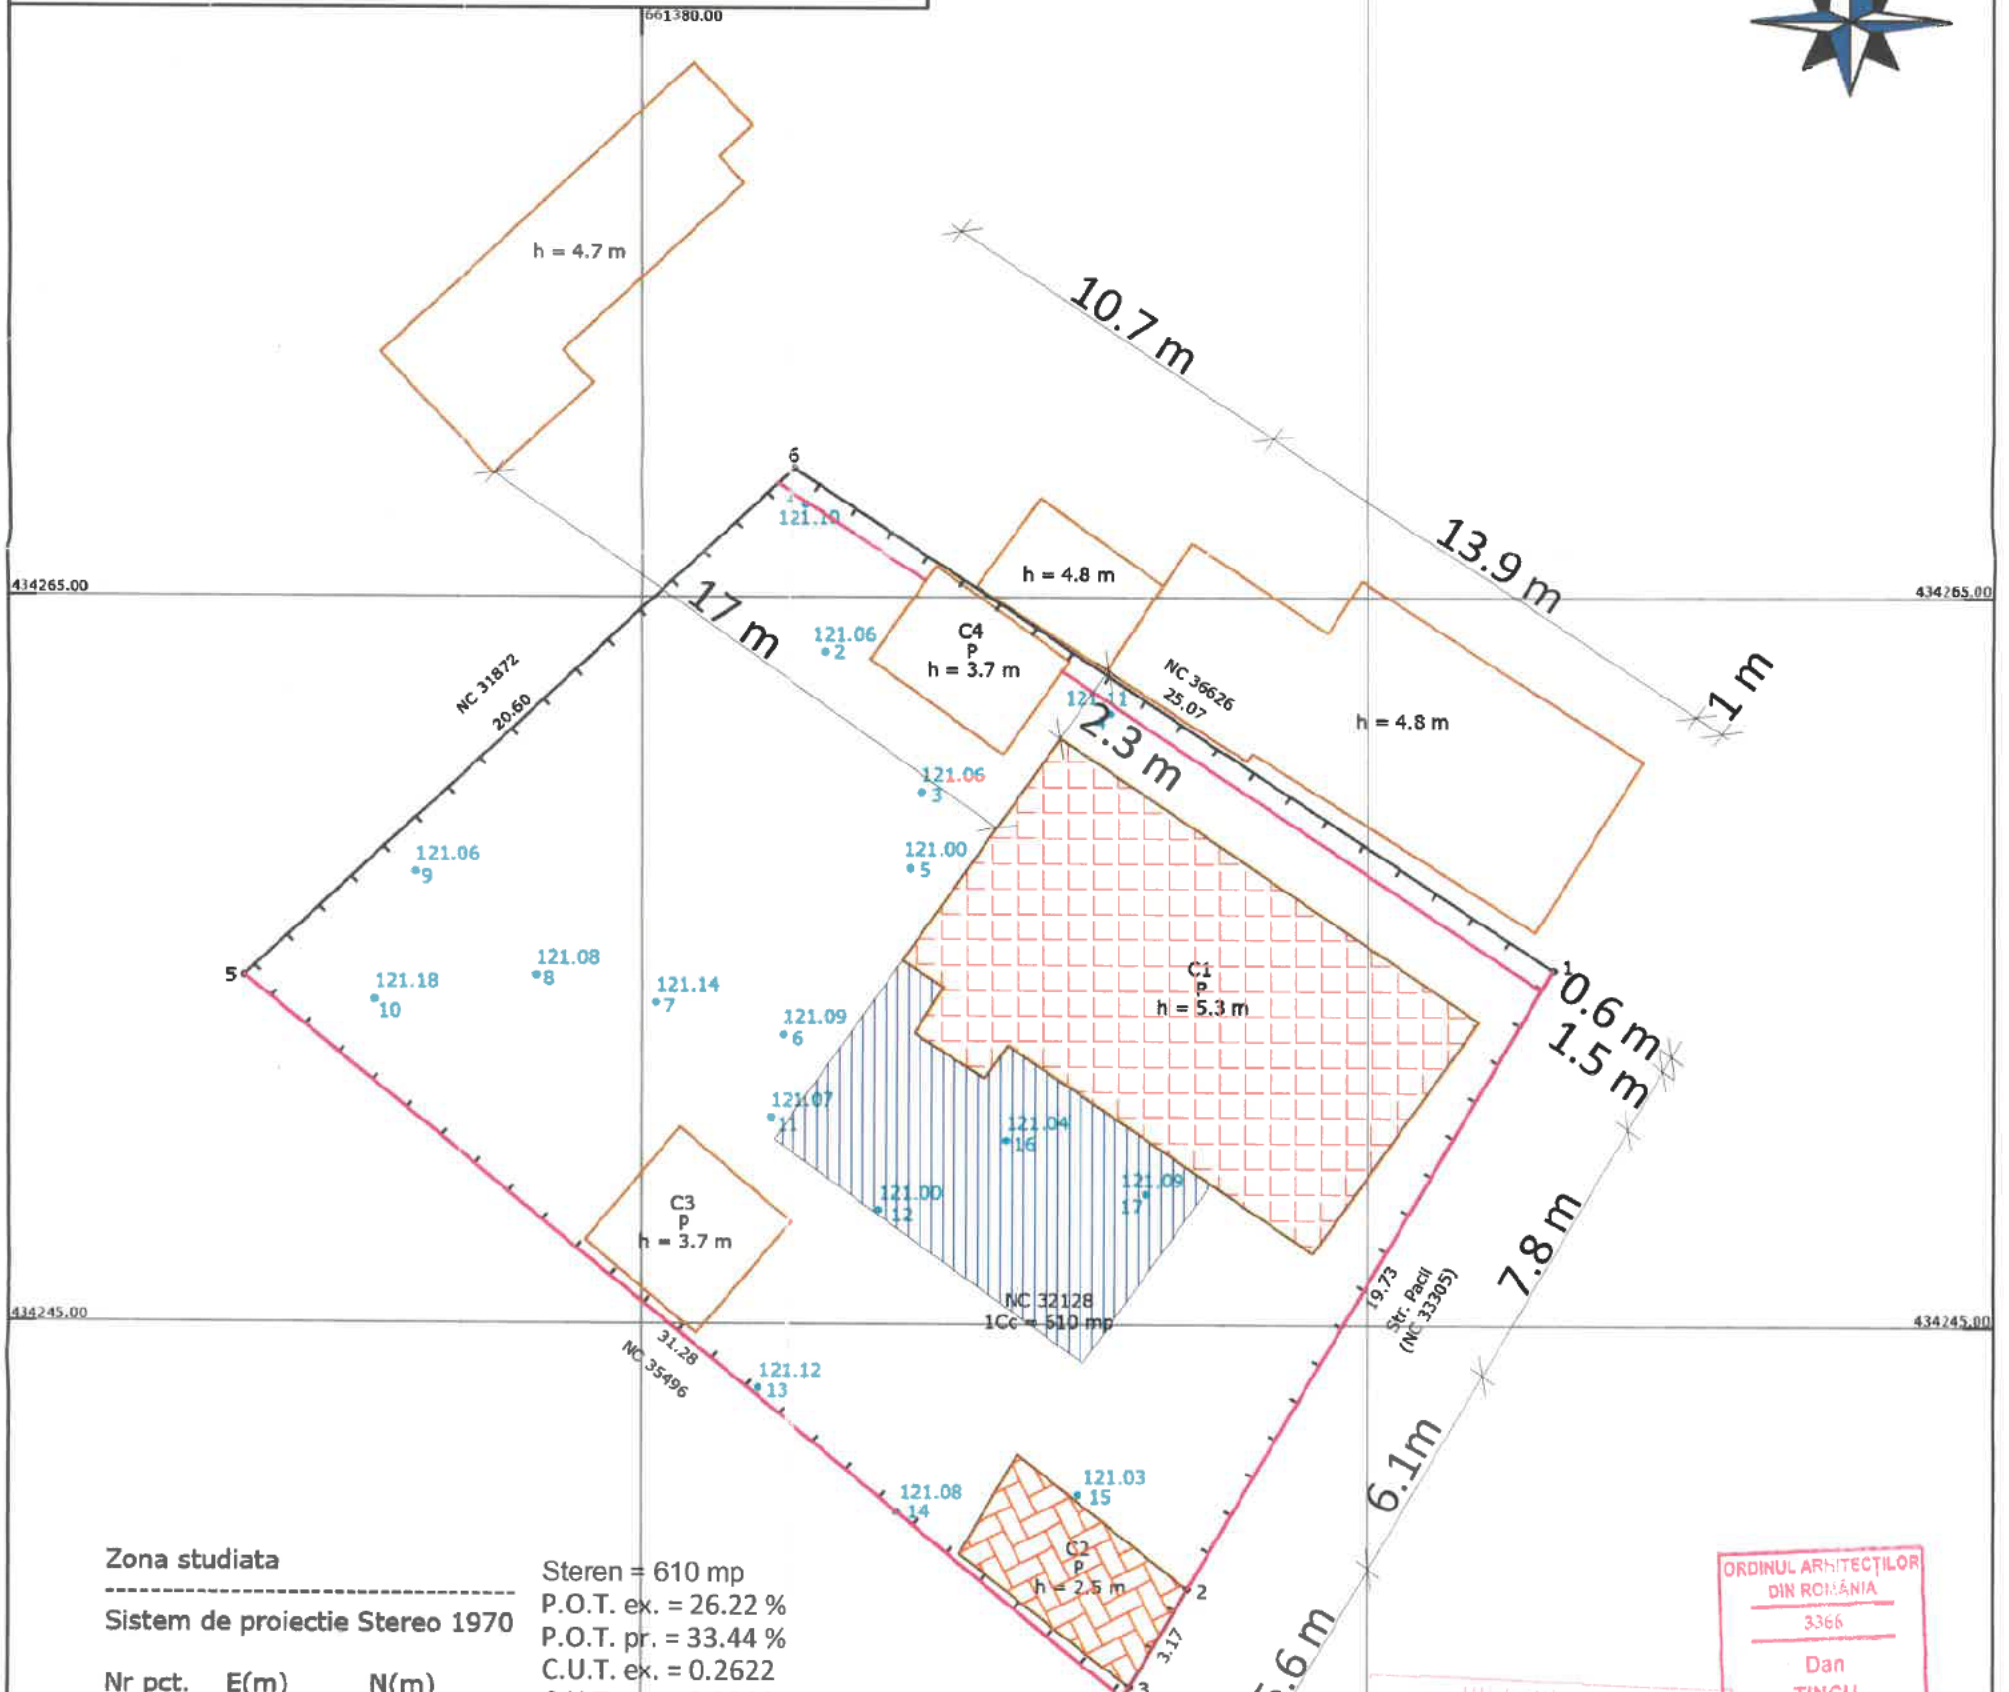 661380.00
h = 4.7 m
10.7 m
6
121.10
13.9 m
h = 4.8 m
434265.00
434265.00
17 m
121.06
2
C4
P
h = 3.7 m
NC 36626
25.07
1 m
NC 31872
20.60
121.11
2.3 m
h = 4.8 m
121.06
3
121.00
5
121.06
9
5
121.18
10
121.08
8
121.14
7
121.09
6
C1
P
h = 5.3 m
1
0.6 m
1.5 m
121.07
11
121.04
16
121.00
12
121.09
17
C3
P
h = 3.7 m
7.8 m
19.73
Str. Pacii
(NC 33305)
NC 32128
1Cc = 610 mp
434245.00
434245.00
31.28
NC 35496
121.12
13
6.1m
121.08
14
121.03
15
C2
P
h = 2.5 m
2
3.17
3
5.6 m
Zona studiata
Sistem de proiectie Stereo 1970
Nr pct. E(m) N(m)
Steren = 610 mp
P.O.T. ex. = 26.22 %
P.O.T. pr. = 33.44 %
C.U.T. ex. = 0.2622
ORDINUL ARHITECȚILOR
DIN ROMÂNIA
3366
Dan